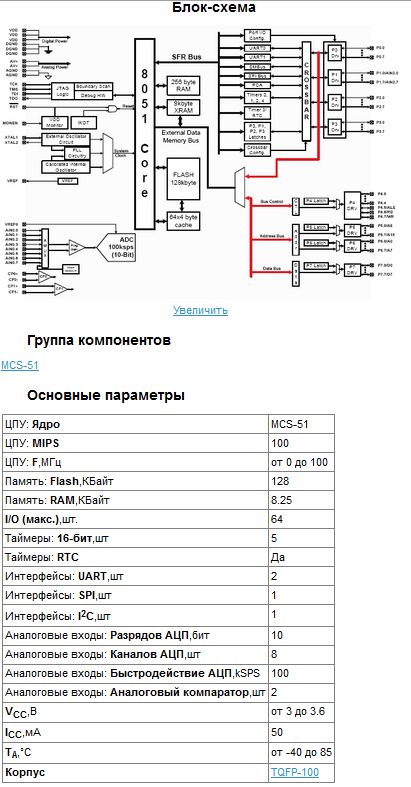 Блок-схема
VDD
VDD
VDD
DGND
DGND
DGND
Digital Power
AV+
AV+
AGND
AGND
Analog Power
TCK
TMS
TDI
TDO
JTAG Logic
Boundary Scan
Debug HW
RST
Reset
MONEN
VDD Monitor
WDT
XTAL1
XTAL2
External Oscillator Circuit
PLL Circuitry
Calibrated Internal Oscillator
System Clock
VREF
VREF
8051 Core
SFR Bus
256 byte RAM
8kbyte XRAM
External Data Memory Bus
FLASH 128kbyte
64x4 byte cache
Port I/O Config.
UART0
UART1
SMBus
SPI Bus
PCA
Timers 0, 1, 2, 4
Timer 3/ RTC
P0, P1, P2, P3 Latches
Crossbar Config.
CROSSBAR
P0 Drv
P1 Drv
P2 Drv
P3 Drv
P0.0
P0.7
P1.0/AIN2.0
P1.7/AIN2.7
P2.0
P2.7
P3.0
P3.7
VREF0
AIN0.0
AIN0.1
AIN0.2
AIN0.3
AIN0.4
AIN0.5
AIN0.6
AIN0.7
ADC 100ksps (10-Bit)
CP0+
CP0-
CP1+
CP1-
CP0
CP1
Bus Control
Address Bus
Data Bus
P4 Latch
P5 Latch
P6 Latch
P7 Latch
P4 DRV
P5 DRV
P6 DRV
P7 DRV
P4.0
P4.4
P4.5/ALE
P4.6/RD
P4.7/WR
P5.0/A8
P5.7/A15
P6.0/A0
P6.7/A7
P7.0/D0
P7.7/D7
Увеличить
Группа компонентов
MCS-51
Основные параметры
ЦПУ: Ядро MCS-51
ЦПУ: MIPS 100
ЦПУ: F,МГц от 0 до 100
Память: Flash,КБайт 128
Память: RAM,КБайт 8.25
I/O (макс.),шт. 64
Таймеры: 16-бит,шт 5
Таймеры: RTC Да
Интерфейсы: UART,шт 2
Интерфейсы: SPI,шт 1
Интерфейсы: I²C,шт 1
Аналоговые входы: Разрядов АЦП,бит 10
Аналоговые входы: Каналов АЦП,шт 8
Аналоговые входы: Быстродействие АЦП,kSPS 100
Аналоговые входы: Аналоговый компаратор,шт 2
VCC,В от 3 до 3.6
ICC,мА 50
TA,°C от -40 до 85
Корпус TQFP-100